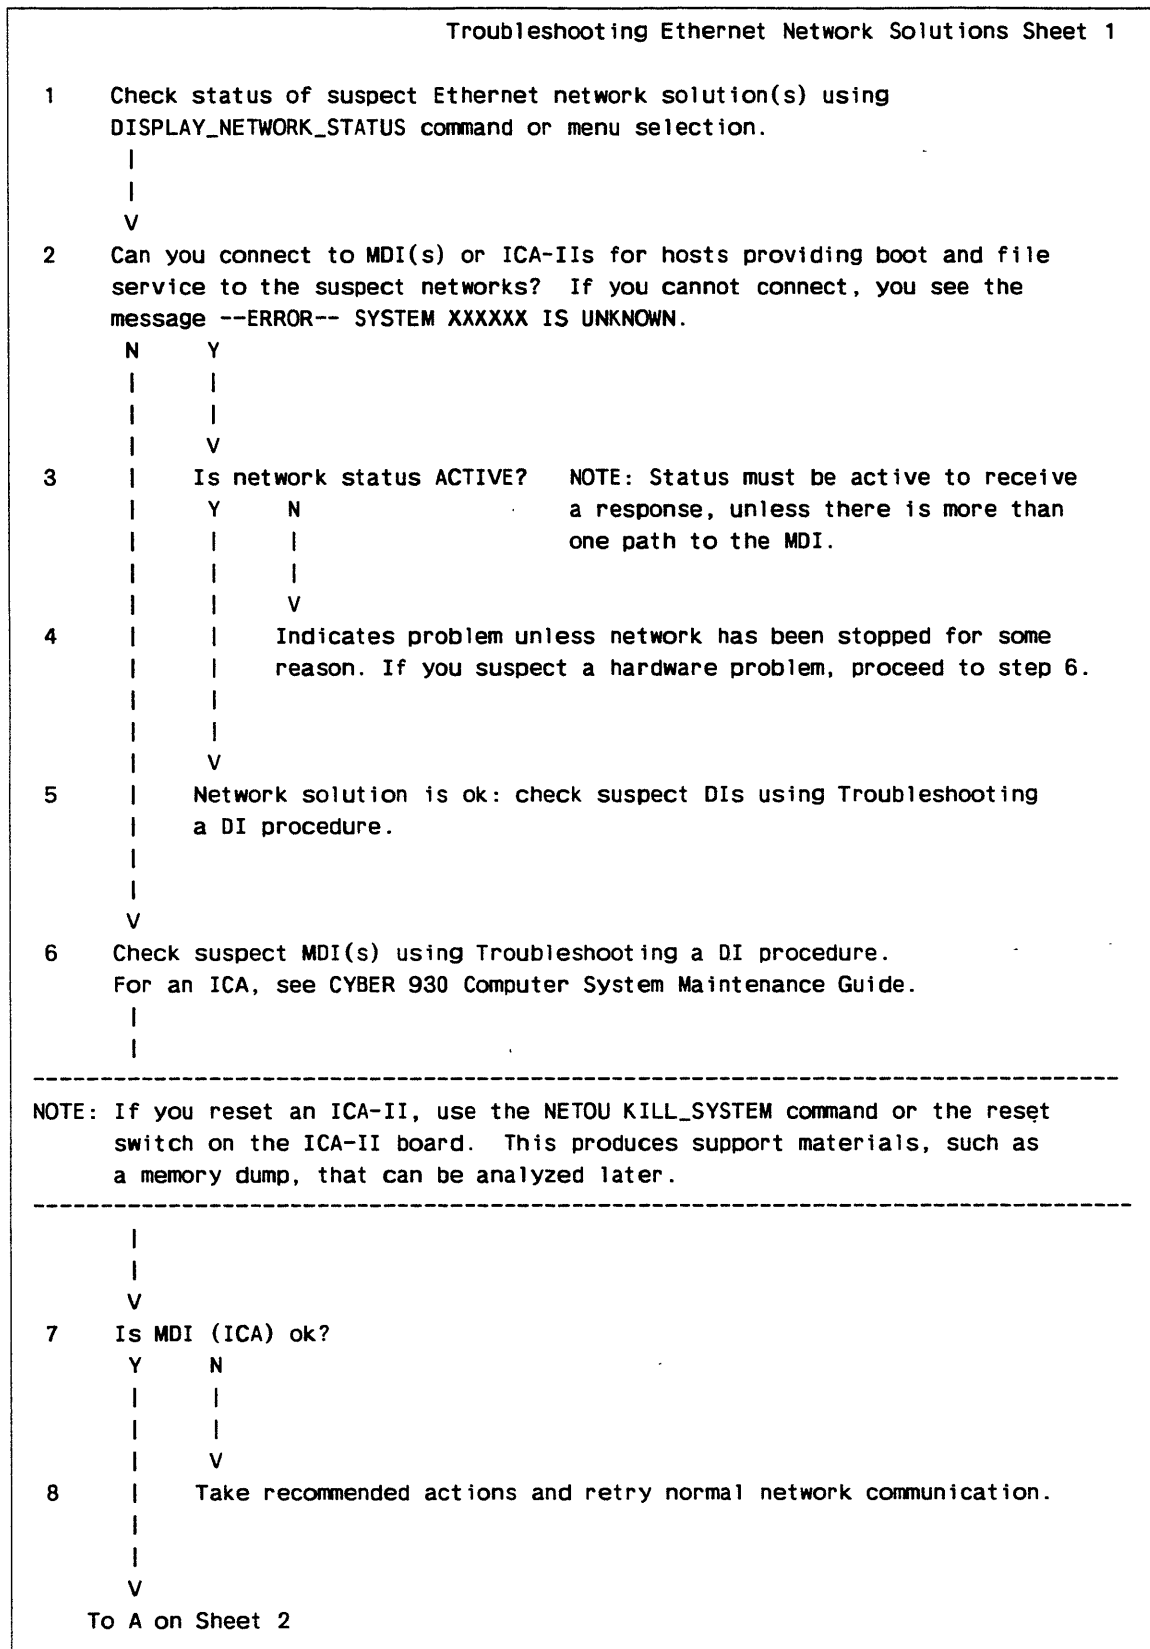 Troubleshooting Ethernet Network Solutions Sheet 1
1 Check status of suspect Ethernet network solution(s) using
DISPLAY_NETWORK_STATUS command or menu selection.
|
|
V
2 Can you connect to MDI(s) or ICA-IIs for hosts providing boot and file
service to the suspect networks? If you cannot connect, you see the
message --ERROR-- SYSTEM XXXXXX IS UNKNOWN.
N Y
| |
| |
| V
3 | Is network status ACTIVE? NOTE: Status must be active to receive
| Y N a response, unless there is more than
| | | one path to the MDI.
| | |
| | V
4 | | Indicates problem unless network has been stopped for some
| | reason. If you suspect a hardware problem, proceed to step 6.
| |
| |
| V
5 | Network solution is ok: check suspect DIs using Troubleshooting
| a DI procedure.
|
|
V
6 Check suspect MDI(s) using Troubleshooting a DI procedure.
For an ICA, see CYBER 930 Computer System Maintenance Guide.
|
|
--------------------------------------------------------------------------------
NOTE: If you reset an ICA-II, use the NETOU KILL_SYSTEM command or the reset
switch on the ICA-II board. This produces support materials, such as
a memory dump, that can be analyzed later.
--------------------------------------------------------------------------------
|
|
V
7 Is MDI (ICA) ok?
Y N
| |
| |
| V
8 | Take recommended actions and retry normal network communication.
|
|
V
To A on Sheet 2